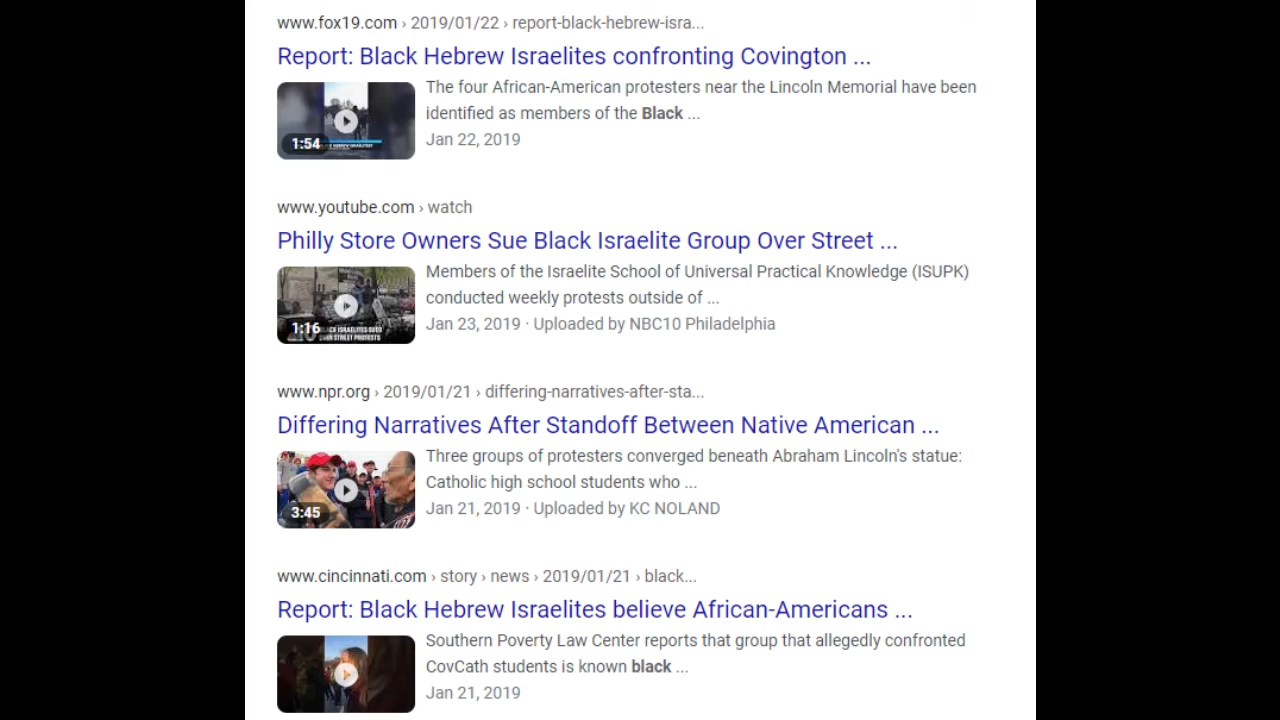 www.fox19.com › 2019/01/22 › report-black-hebrew-isra...
Report: Black Hebrew Israelites confronting Covington ...
The four African-American protesters near the Lincoln Memorial have been
identified as members of the Black ...
1:54
Jan 22, 2019
www.youtube.com › watch
Philly Store Owners Sue Black Israelite Group Over Street ...
Members of the Israelite School of Universal Practical Knowledge (ISUPK)
conducted weekly protests outside of ...
1:16
Jan 23, 2019 · Uploaded by NBC10 Philadelphia
www.npr.org › 2019/01/21 › differing-narratives-after-sta...
Differing Narratives After Standoff Between Native American ...
Three groups of protesters converged beneath Abraham Lincoln's statue:
Catholic high school students who ...
3:45
Jan 21, 2019 · Uploaded by KC NOLAND
www.cincinnati.com › story › news › 2019/01/21 › black...
Report: Black Hebrew Israelites believe African-Americans ...
Southern Poverty Law Center reports that group that allegedly confronted
CovCath students is known black ...
Jan 21, 2019